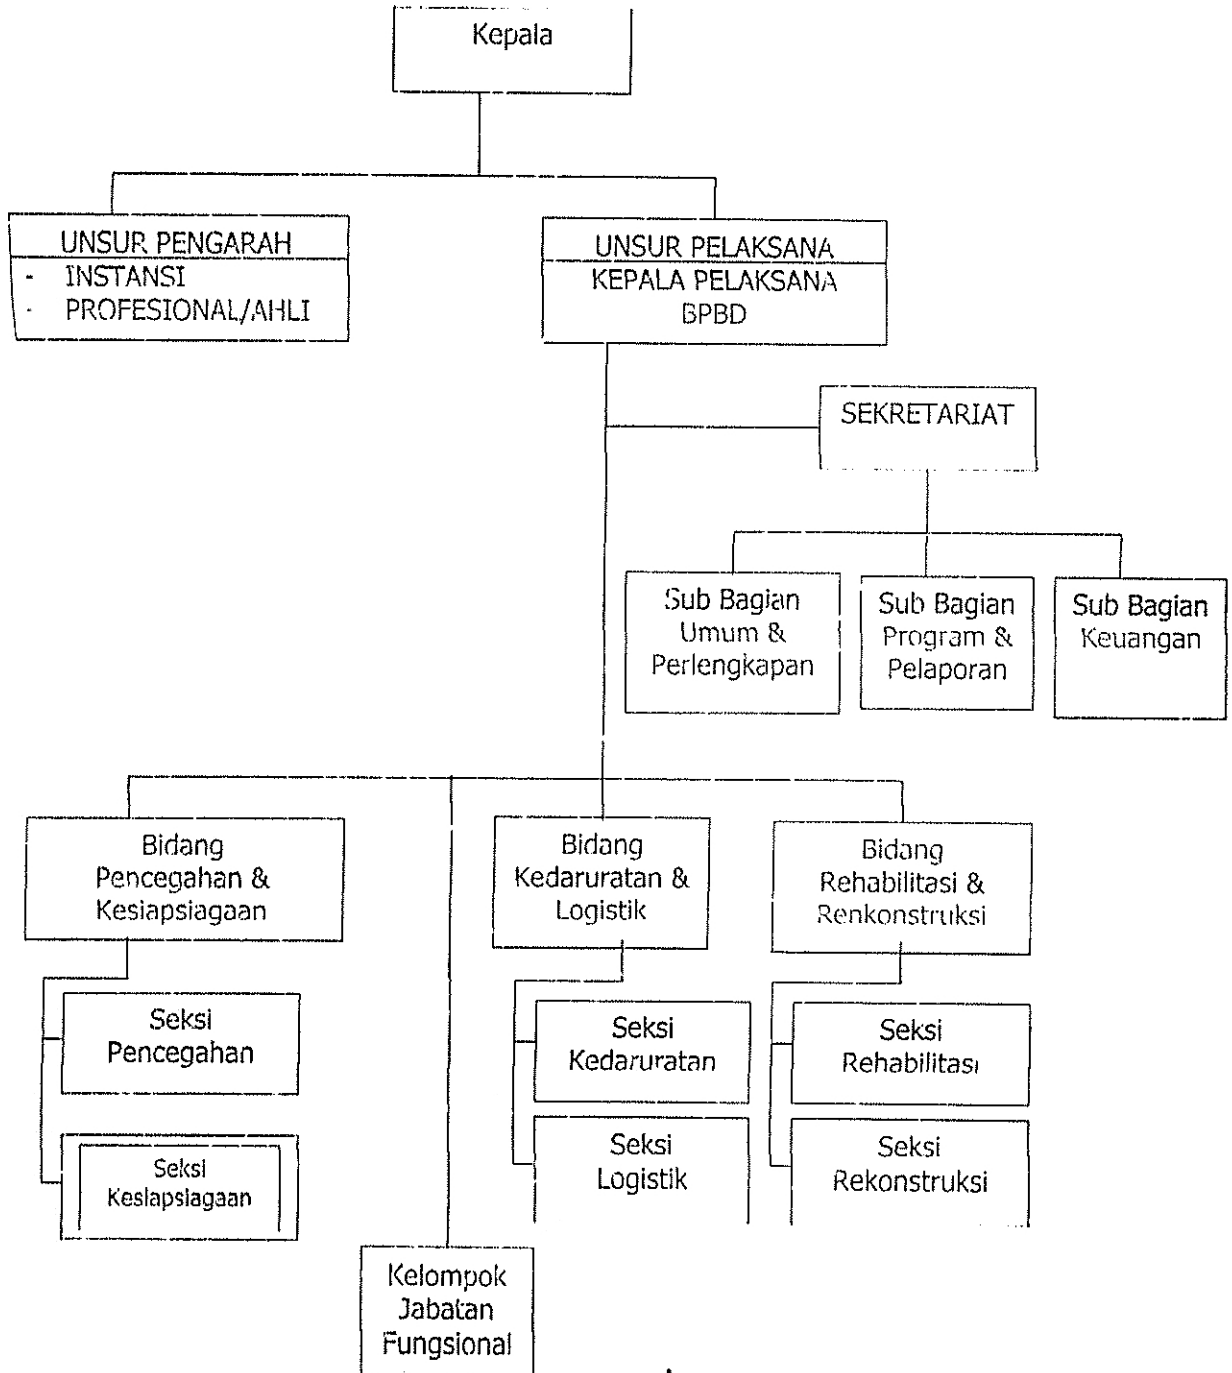 Kepala
UNSUR PENGARAH
- INSTANSI
- PROFESIONAL/AHLI
UNSUR PELAKSANA
KEPALA PELAKSANA
BPBD
SEKRETARIAT
Sub Bagian
Umum &
Perlengkapan
Sub Bagian
Program &
Pelaporan
Sub Bagian
Keuangan
Bidang
Pencegahan &
Kesiapsiagaan
Bidang
Kedaruratan &
Logistik
Bidang
Rehabilitasi &
Renkonstruksi
Seksi
Pencegahan
Seksi
Kesiapsiagaan
Seksi
Kedaruratan
Seksi
Logistik
Seksi
Rehabilitasi
Seksi
Rekonstruksi
Kelompok
Jabatan
Fungsional